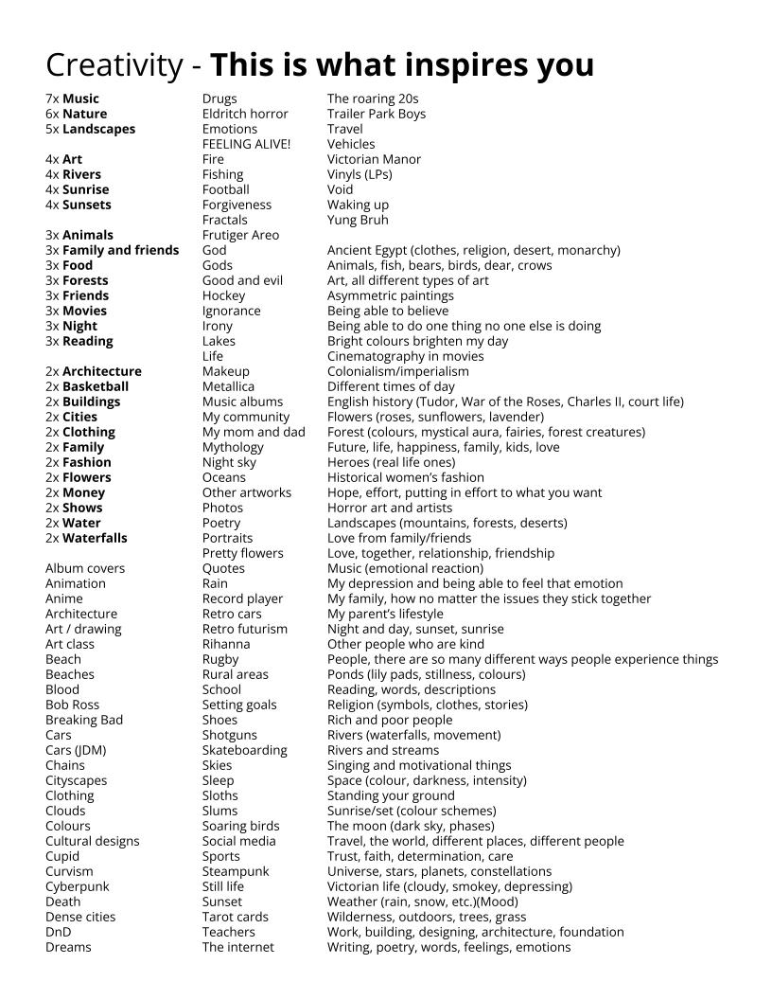 Creativity - This is what inspires you
7x Music
6x Nature
5x Landscapes
4x Art
4x Rivers
4x Sunrise
4x Sunsets
3x Animals
3x Family and friends
3x Food
3x Forests
3x Friends
3x Movies
3x Night
3x Reading
2x Architecture
2x Basketball
2x Buildings
2x Cities
2x Clothing
2x Family
2x Fashion
2x Flowers
2x Money
2x Shows
2x Water
2x Waterfalls
Album covers
Animation
Anime
Architecture
Art / drawing
Art class
Beach
Beaches
Blood
Bob Ross
Breaking Bad
Cars
Cars (JDM)
Chains
Cityscapes
Clothing
Clouds
Colours
Cultural designs
Cupid
Curvism
Cyberpunk
Death
Dense cities
DnD
Dreams
Drugs
Eldritch horror
Emotions
FEELING ALIVE!
Fire
Fishing
Football
Forgiveness
Fractals
Frutiger Areo
God
Gods
Good and evil
Hockey
Ignorance
Irony
Lakes
Life
Makeup
Metallica
Music albums
My community
My mom and dad
Mythology
Night sky
Oceans
Other artworks
Photos
Poetry
Portraits
Pretty flowers
Quotes
Rain
Record player
Retro cars
Retro futurism
Rihanna
Rugby
Rural areas
School
Setting goals
Shoes
Shotguns
Skateboarding
Skies
Sleep
Sloths
Slums
Soaring birds
Social media
Sports
Steampunk
Still life
Sunset
Tarot cards
Teachers
The internet
The roaring 20s
Trailer Park Boys
Travel
Vehicles
Victorian Manor
Vinyls (LPs)
Void
Waking up
Yung Bruh
Ancient Egypt (clothes, religion, desert, monarchy)
Animals, fish, bears, birds, dear, crows
Art, all different types of art
Asymmetric paintings
Being able to believe
Being able to do one thing no one else is doing
Bright colours brighten my day
Cinematography in movies
Colonialism/imperialism
Different times of day
English history (Tudor, War of the Roses, Charles II, court life)
Flowers (roses, sunflowers, lavender)
Forest (colours, mystical aura, fairies, forest creatures)
Future, life, happiness, family, kids, love
Heroes (real life ones)
Historical women's fashion
Hope, effort, putting in effort to what you want
Horror art and artists
Landscapes (mountains, forests, deserts)
Love from family/friends
Love, together, relationship, friendship
Music (emotional reaction)
My depression and being able to feel that emotion
My family, how no matter the issues they stick together
My parent's lifestyle
Night and day, sunset, sunrise
Other people who are kind
People, there are so many different ways people experience things
Ponds (lily pads, stillness, colours)
Reading, words, descriptions
Religion (symbols, clothes, stories)
Rich and poor people
Rivers (waterfalls, movement)
Rivers and streams
Singing and motivational things
Space (colour, darkness, intensity)
Standing your ground
Sunrise/set (colour schemes)
The moon (dark sky, phases)
Travel, the world, different places, different people
Trust, faith, determination, care
Universe, stars, planets, constellations
Victorian life (cloudy, smokey, depressing)
Weather (rain, snow, etc.)(Mood)
Wilderness, outdoors, trees, grass
Work, building, designing, architecture, foundation
Writing, poetry, words, feelings, emotions